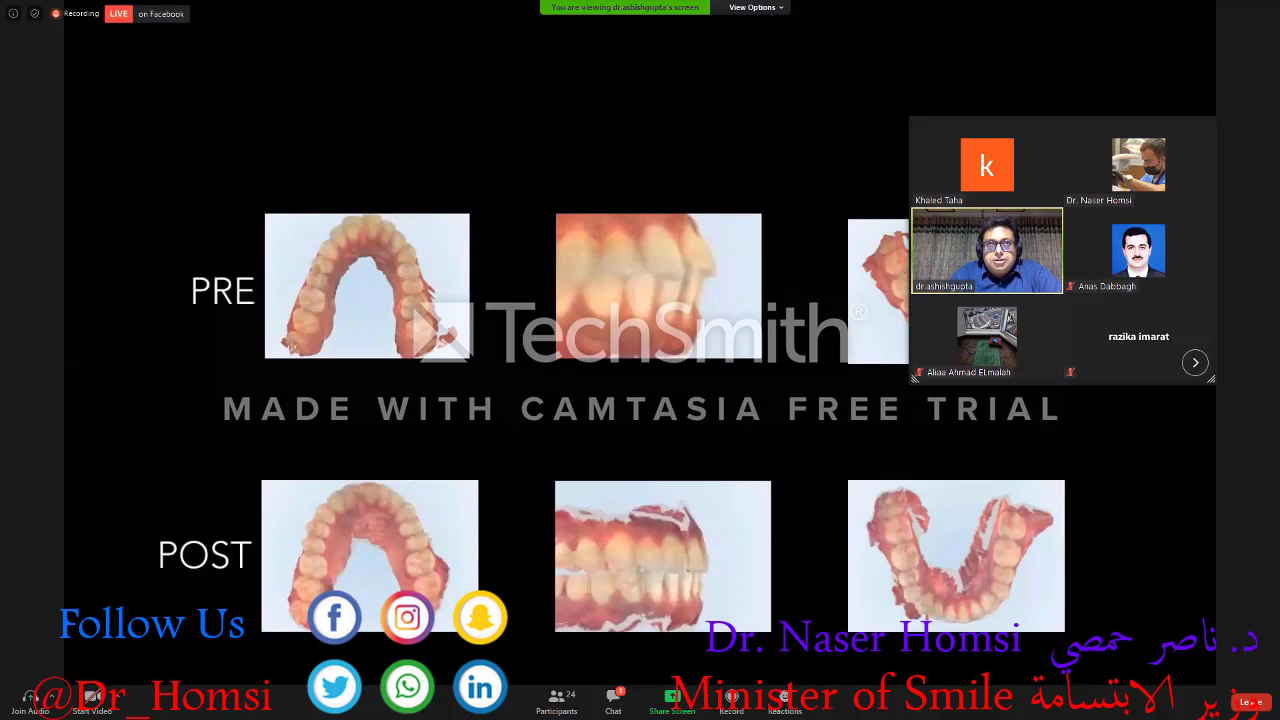 Recording
LIVE on Facebook
You are viewing dr.ashishgupta's screen
View Options
k
Khaled Taha
Dr. Naser Homsi
dr.ashishgupta
Anas Dabbagh
Aliaa Ahmad ELmalah
razika imarat
PRE
TechSmith®
MADE WITH CAMTASIA FREE TRIAL
POST
Follow Us
Dr. Naser Homsi د. ناصر حمصي
@Dr_Homsi
Minister of Smile وزير الابتسامة
Join Audio
Start Video
Participants 24
Chat 1
Share Screen
Record
Reactions